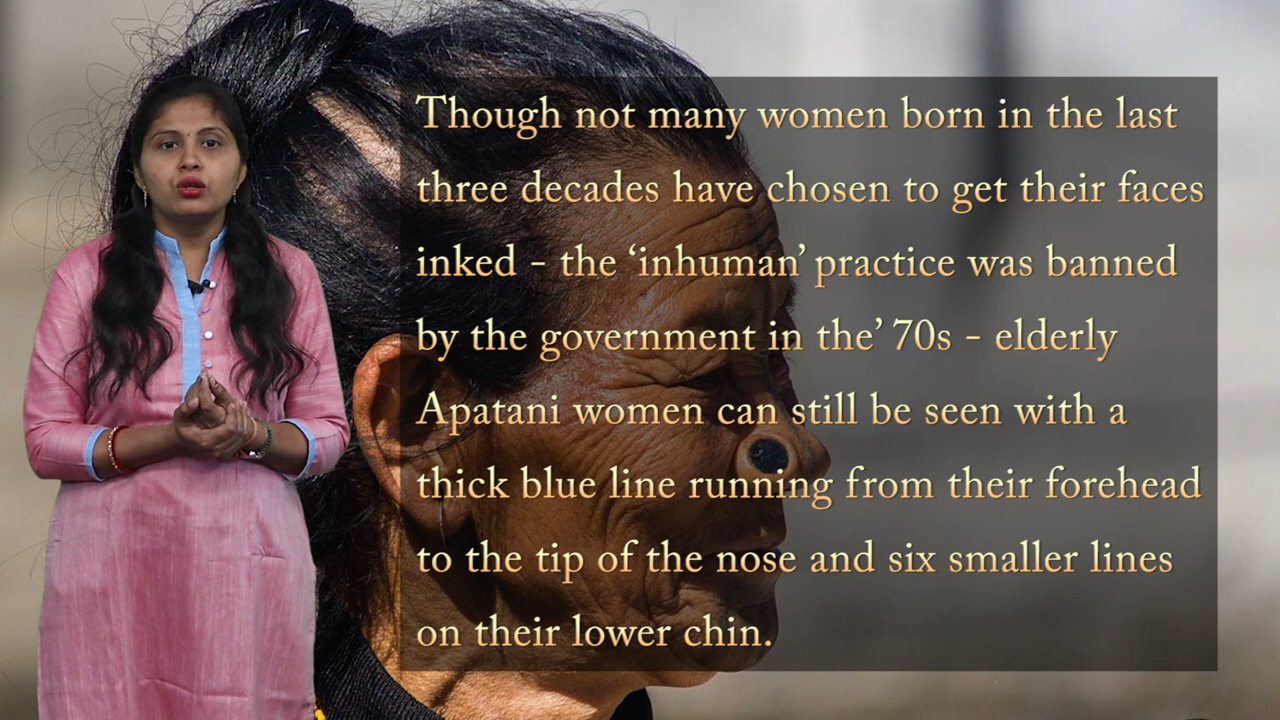 Though not many women born in the last
three decades have chosen to get their faces
inked - the ‘inhuman’ practice was banned
by the government in the’ 70s - elderly
Apatani women can still be seen with a
thick blue line running from their forehead
to the tip of the nose and six smaller lines
on their lower chin.